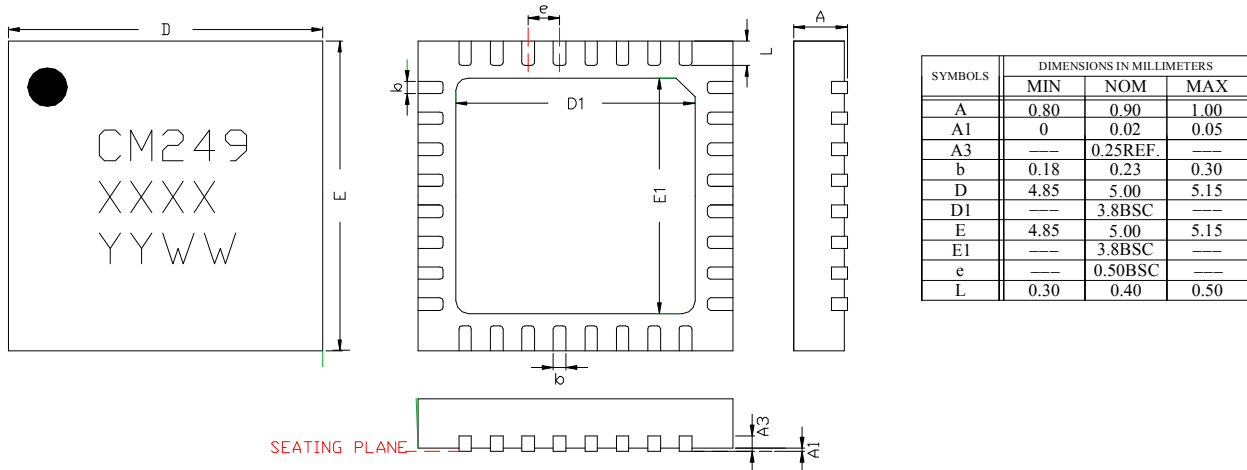 D
CM249
XXXX
YYWW
E
e
L
b
D1
E1
b
A
SEATING PLANE
A3
A1
SYMBOLS DIMENSIONS IN MILLIMETERS
MIN NOM MAX
A 0.80 0.90 1.00
A1 0 0.02 0.05
A3 --- 0.25REF. ---
b 0.18 0.23 0.30
D 4.85 5.00 5.15
D1 --- 3.8BSC ---
E 4.85 5.00 5.15
E1 --- 3.8BSC ---
e --- 0.50BSC ---
L 0.30 0.40 0.50